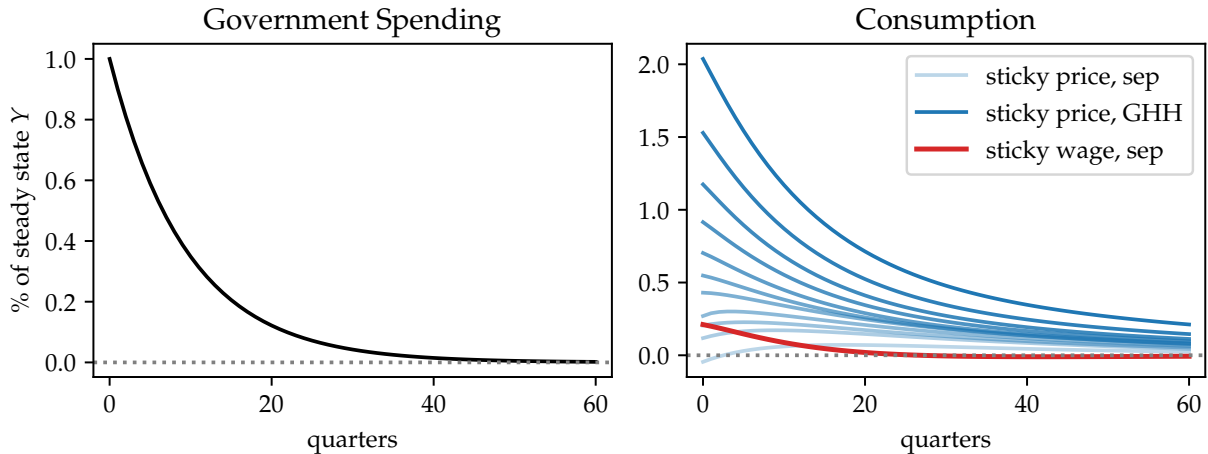 Government Spending
% of steady state Y
1.0
0.8
0.6
0.4
0.2
0.0
0
20
40
60
quarters
Consumption
2.0
1.5
1.0
0.5
0.0
sticky price, sep
sticky price, GHH
sticky wage, sep
0
20
40
60
quarters